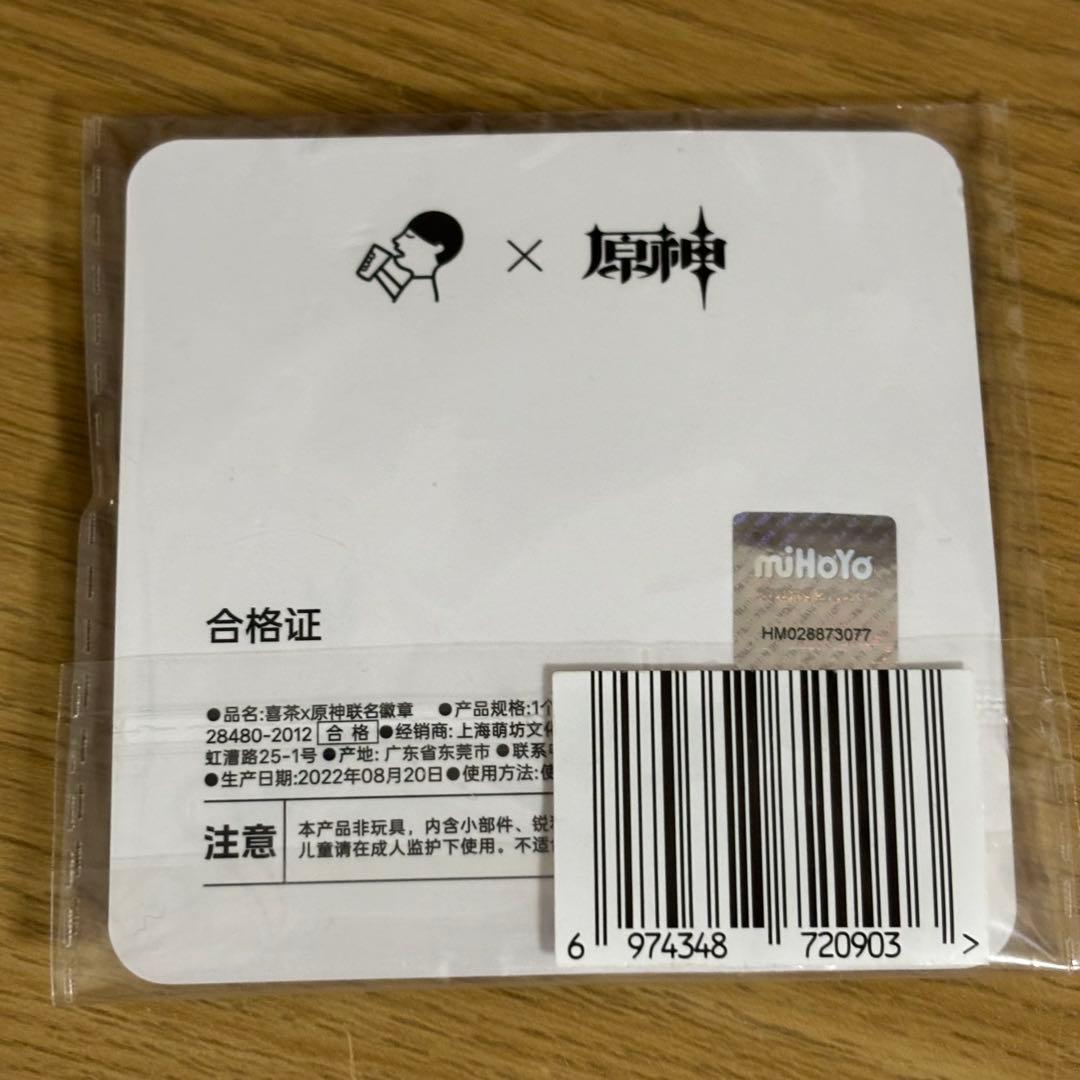 × 原神
miHoYo
HM028873077
合格证
●品名:喜茶x原神联名徽章 ●产品规格:1个
28480-2012 合格 ●经销商: 上海萌坊文化
虹漕路25-1号 ●产地: 广东省东莞市 ●联系
●生产日期:2022年08月20日●使用方法:使
注意
本产品非玩具，内含小部件、锐
儿童请在成人监护下使用。不适
6 974348 720903 >